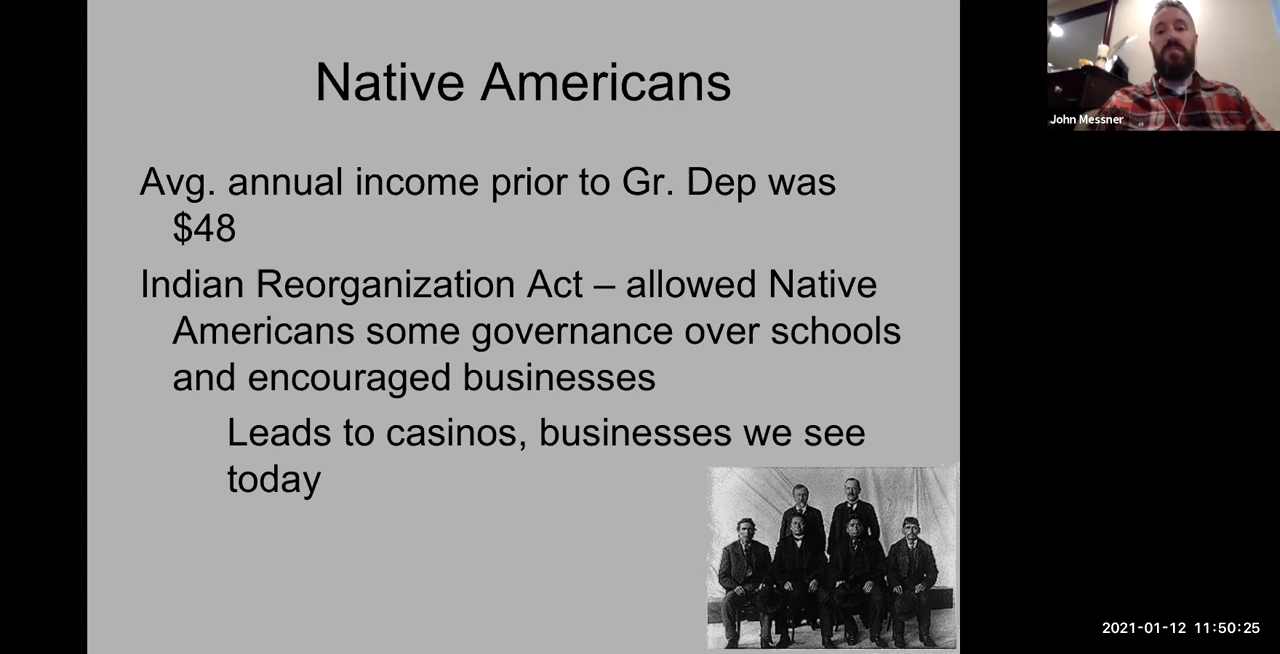 Native Americans
Avg. annual income prior to Gr. Dep was
$48
Indian Reorganization Act – allowed Native
Americans some governance over schools
and encouraged businesses
Leads to casinos, businesses we see
today
John Messner
2021-01-12 11:50:25